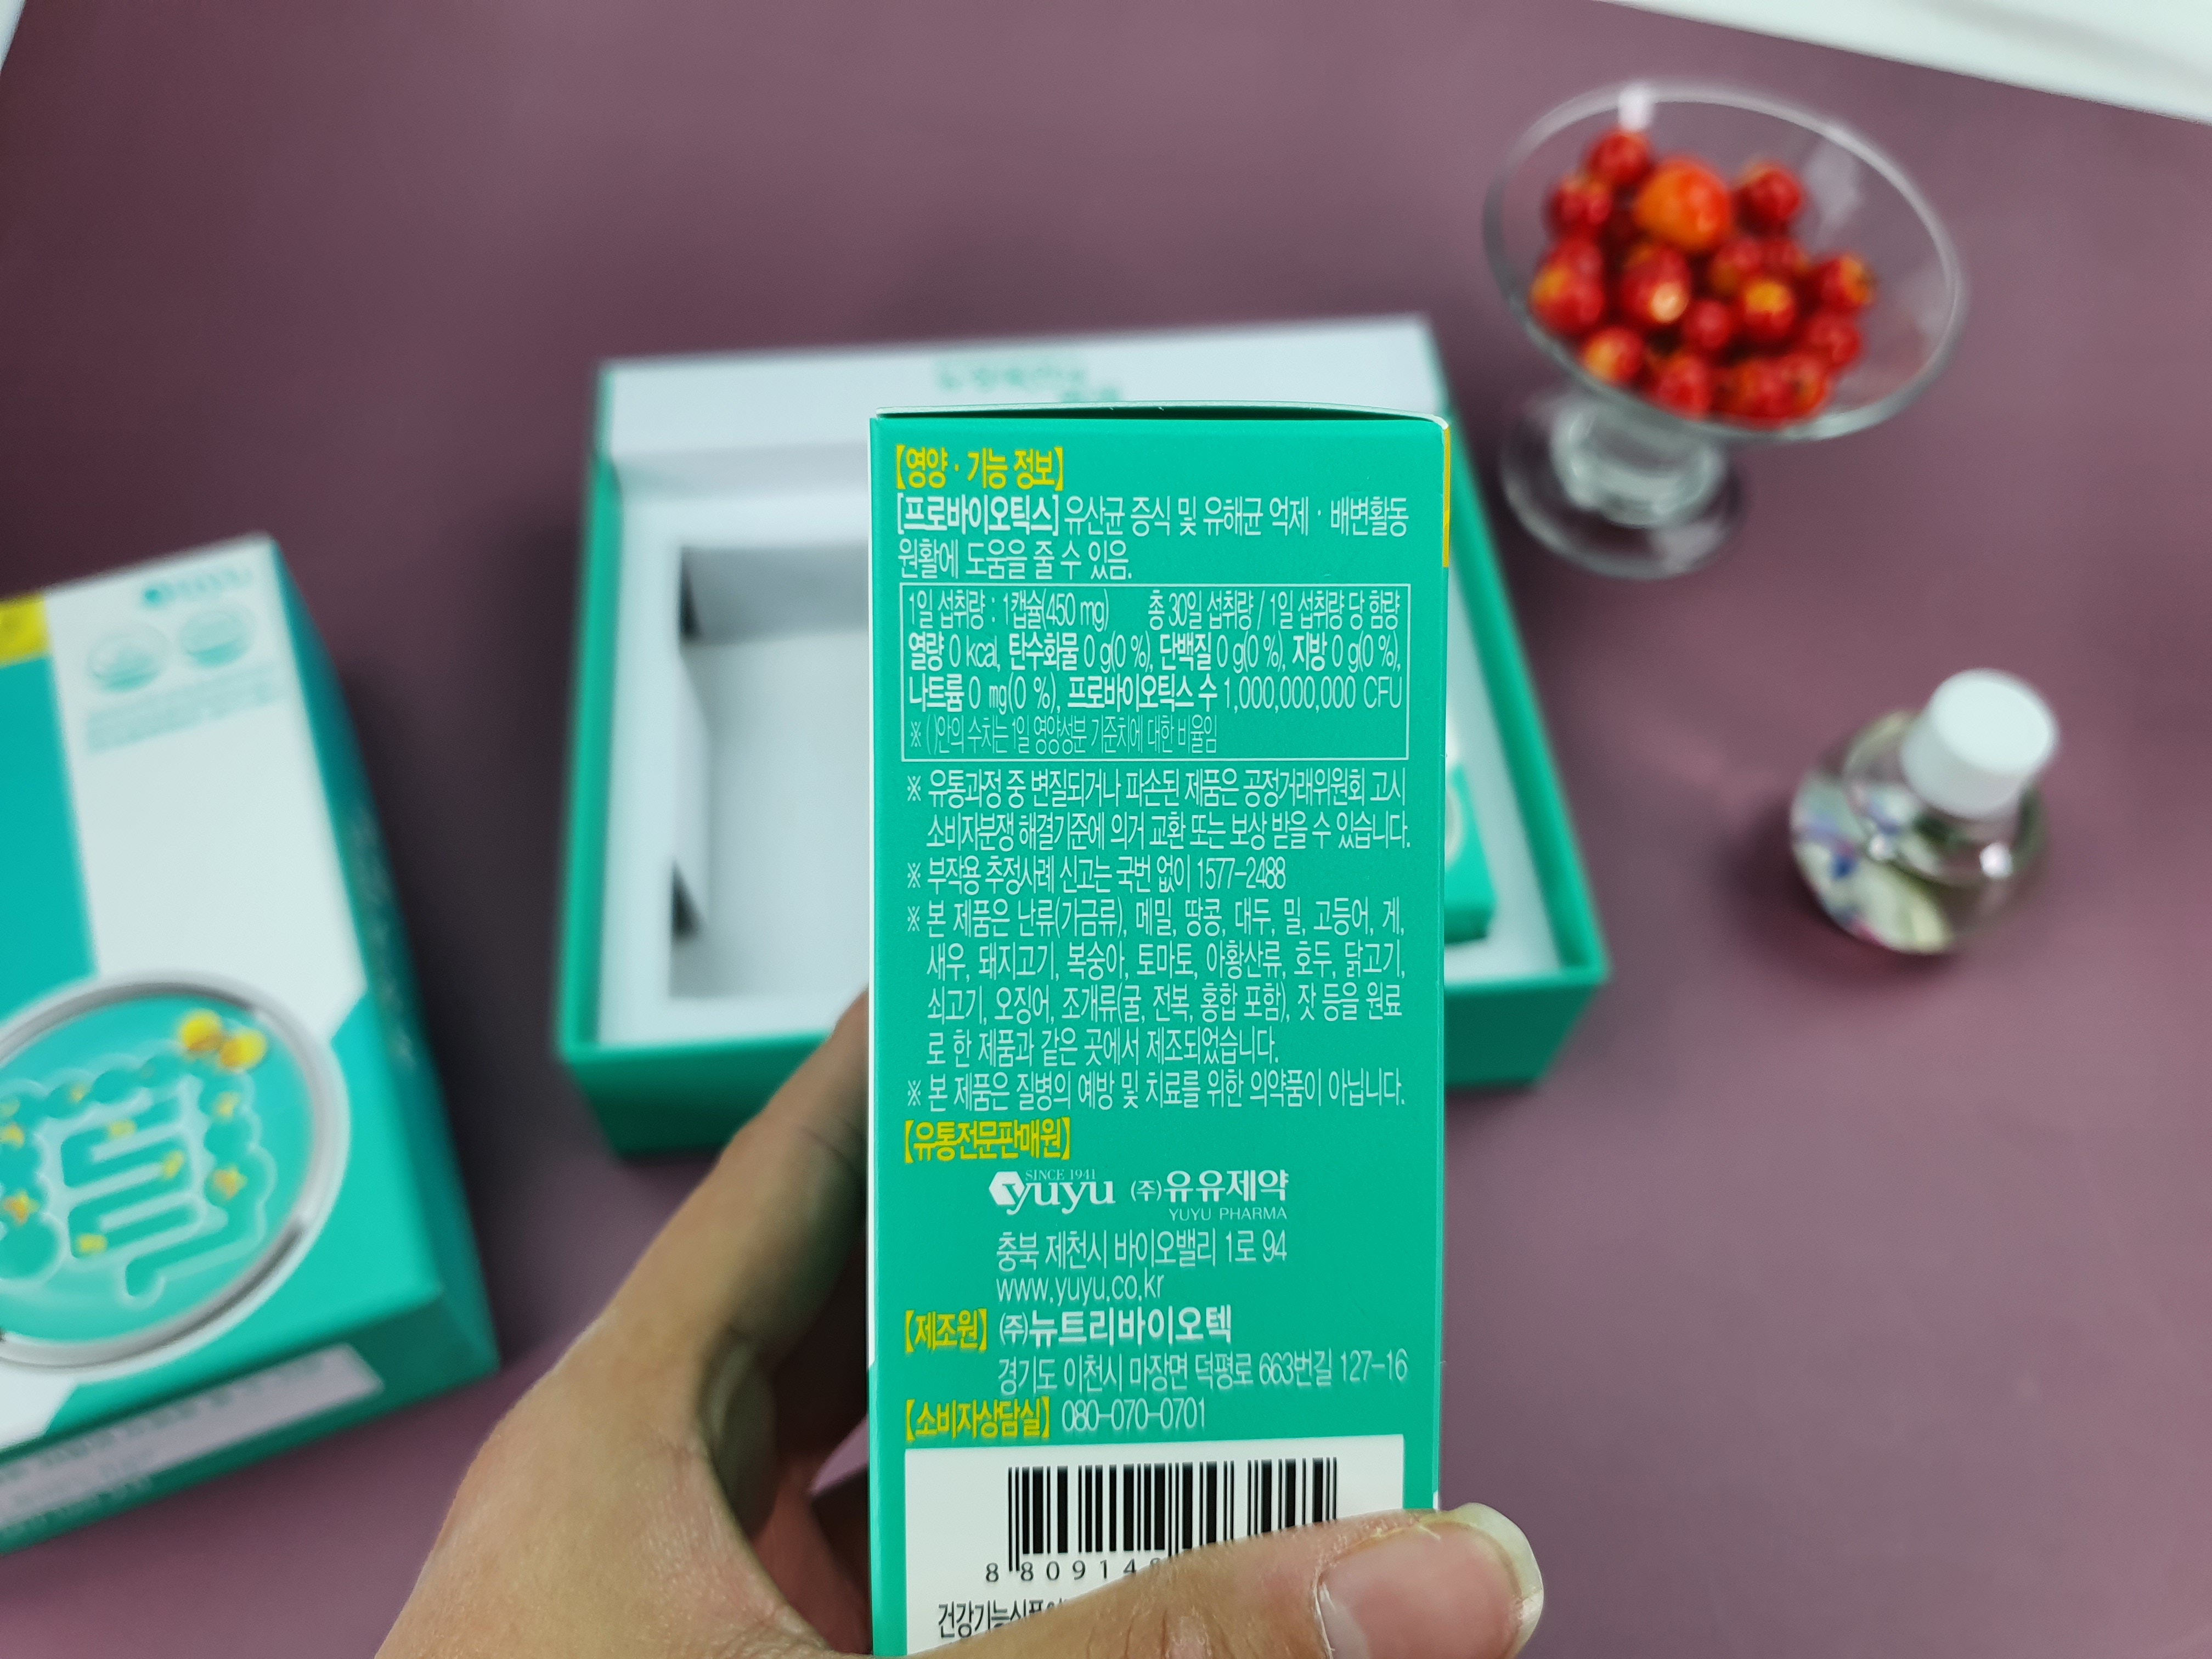 【영양 · 기능 정보】
[프로바이오틱스] 유산균 증식 및 유해균 억제 · 배변활동
원활에 도움을 줄 수 있음.
1일 섭취량 : 1캡슐(450 mg) 총 30일 섭취량 / 1일 섭취량 당 함량
열량 0 kcal, 탄수화물 0 g(0 %), 단백질 0 g(0 %), 지방 0 g(0 %),
나트륨 0 mg(0 %), 프로바이오틱스 수 1,000,000,000 CFU
※ ( )안의 수치는 1일 영양성분 기준치에 대한 비율임
※ 유통과정 중 변질되거나 파손된 제품은 공정거래위원회 고시
소비자분쟁 해결기준에 의거 교환 또는 보상 받을 수 있습니다.
※ 부작용 추정사례 신고는 국번 없이 1577-2488
※ 본 제품은 난류(가금류), 메밀, 땅콩, 대두, 밀, 고등어, 게,
새우, 돼지고기, 복숭아, 토마토, 아황산류, 호두, 닭고기,
쇠고기, 오징어, 조개류(굴, 전복, 홍합 포함), 잣 등을 원료
로 한 제품과 같은 곳에서 제조되었습니다.
※ 본 제품은 질병의 예방 및 치료를 위한 의약품이 아닙니다.
【유통전문판매원】
SINCE 1941
yuyu (주)유유제약
YUYU PHARMA
충북 제천시 바이오밸리 1로 94
www.yuyu.co.kr
【제조원】 (주)뉴트리바이오텍
경기도 이천시 마장면 덕평로 663번길 127-16
【소비자상담실】 080-070-0701
8 80914
건강기능식품